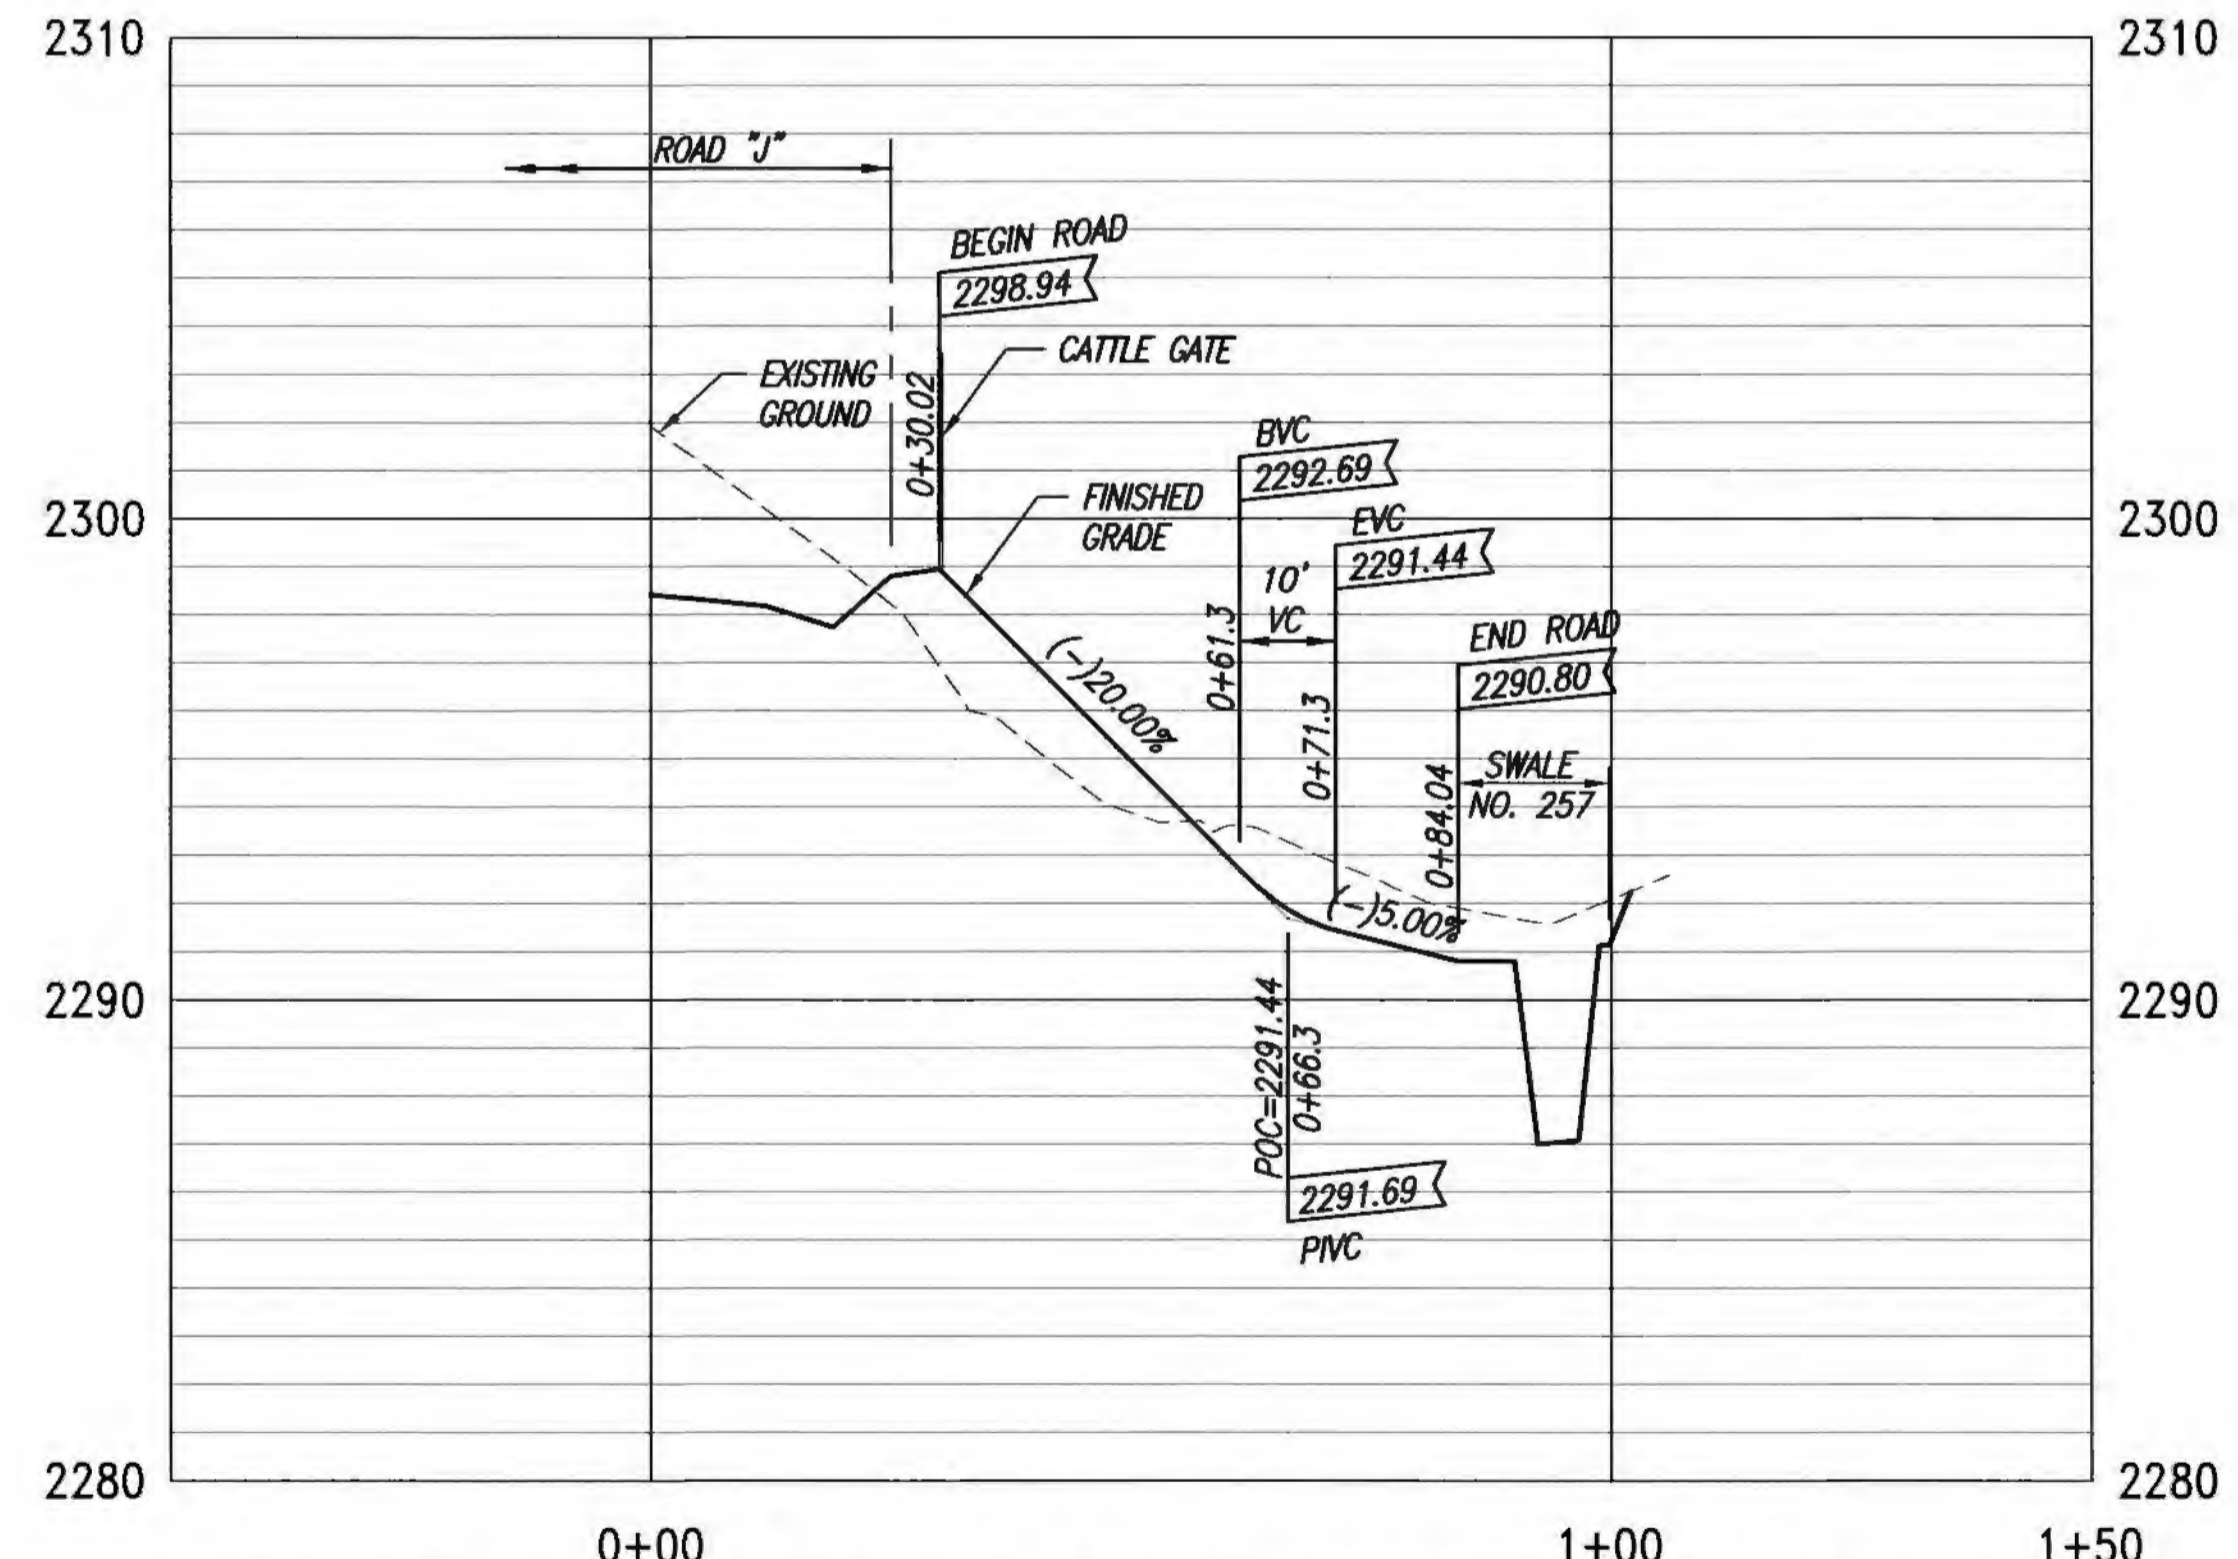 2310
2310
ROAD "J"
BEGIN ROAD
2298.94
CATTLE GATE
EXISTING
GROUND
0+30.02
BVC
2292.69
FINISHED
GRADE
2300
2300
EVC
2291.44
10'
VC
0+61.3
END ROAD
2290.80
(-)20.00%
0+71.3
SWALE
NO. 257
0+84.04
(-)5.00%
2290
2290
POC=2291.44
0+66.3
2291.69
PIVC
2280
2280
0+00
1+00
1+50